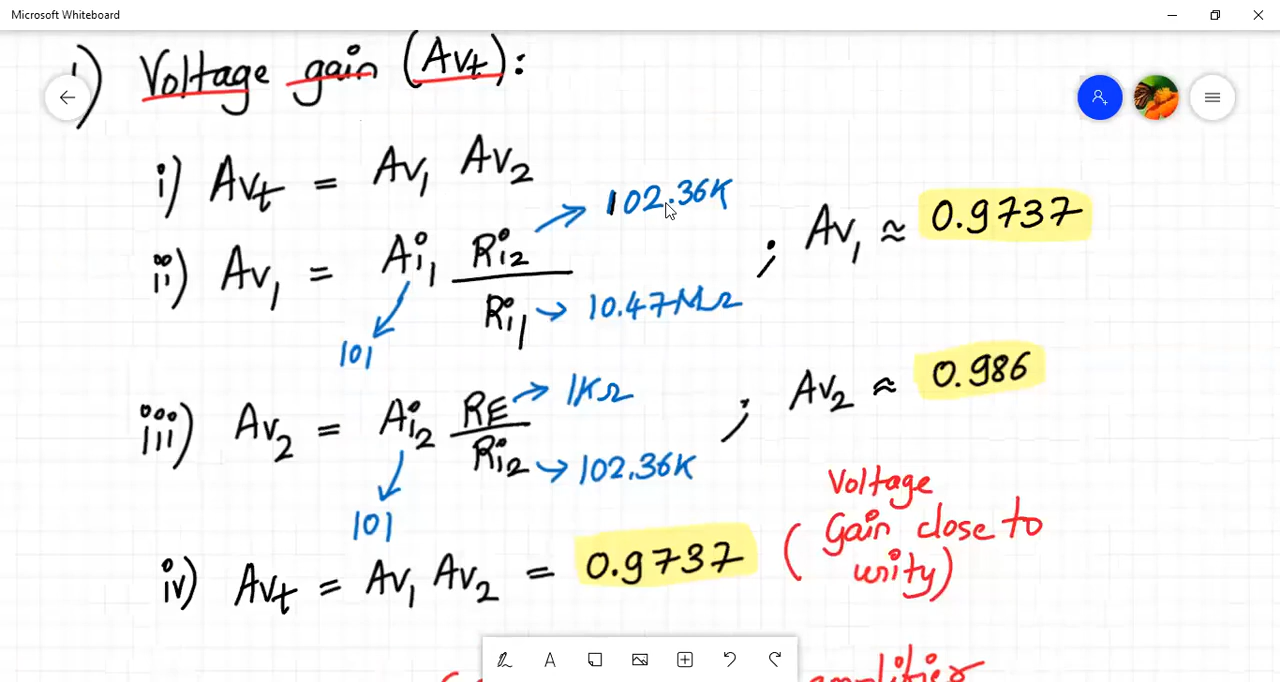 Microsoft Whiteboard
i) Voltage gain (Avt):
i) Avt = Av1 Av2
102.36K
ii) Av1 = Ai1 Ri2 / Ri1 ; Av1 ≈ 0.9737
10.47MΩ
101
iii) Av2 = Ai2 RE / Ri2 ; Av2 ≈ 0.986
1KΩ
102.36K
101
iv) Avt = Av1 Av2 = 0.9737
(Voltage
Gain close to
unity)
amplifier